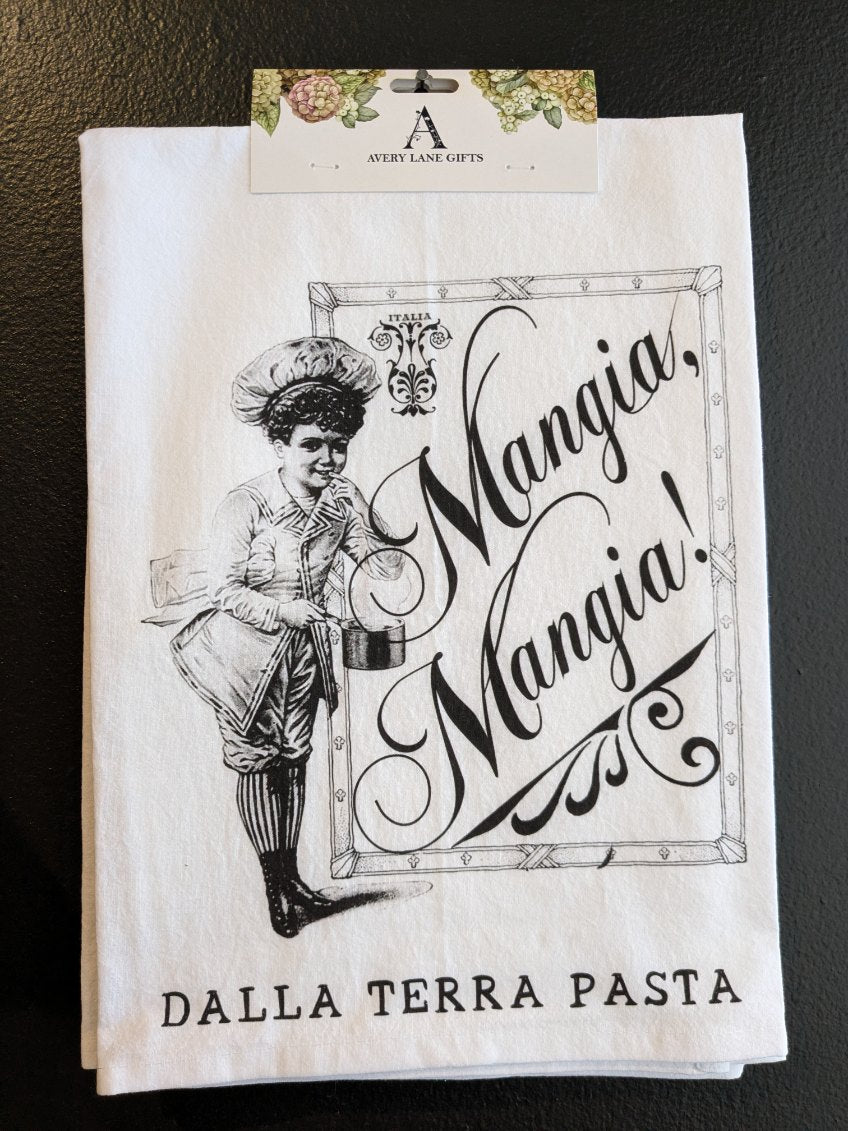 A
AVERY LANE GIFTS
ITALIA
Mangia,
Mangia!
DALLA TERRA PASTA